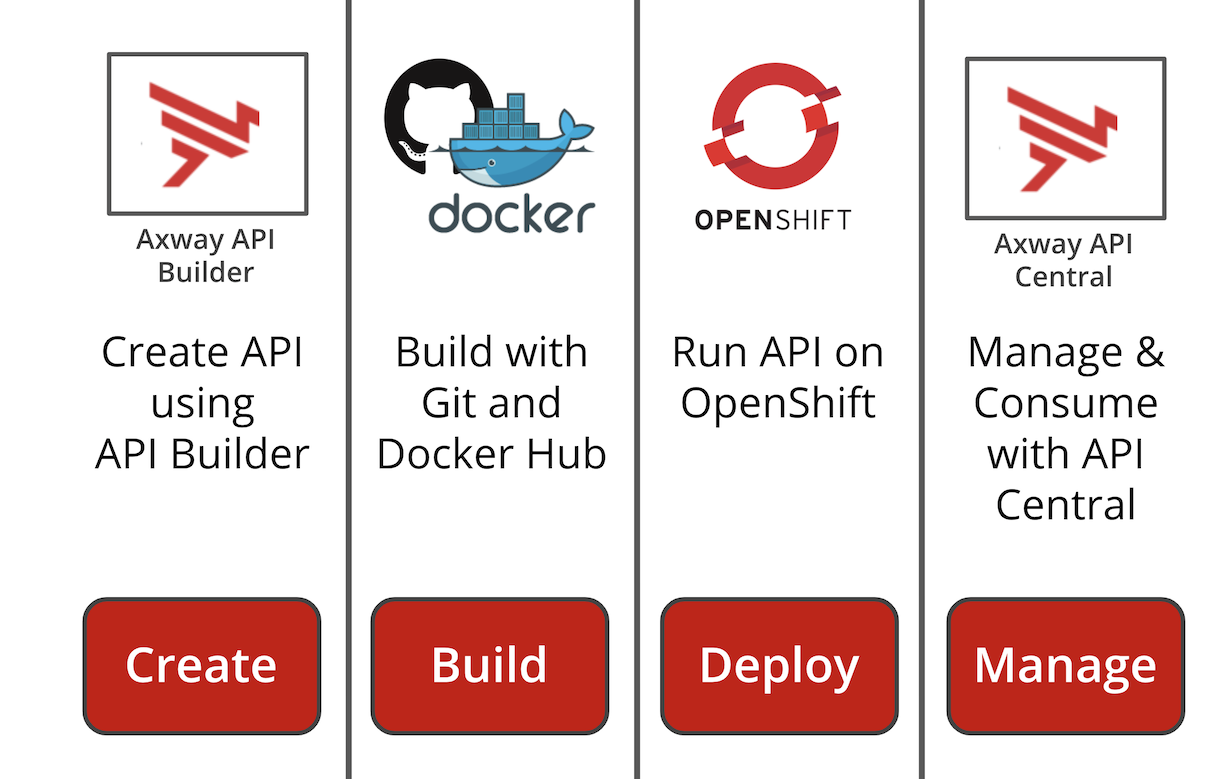 Axway API
Builder
Create API
using
API Builder
Create
docker
Build with
Git and
Docker Hub
Build
OPENSHIFT
Run API on
OpenShift
Deploy
Axway API
Central
Manage &
Consume
with API
Central
Manage